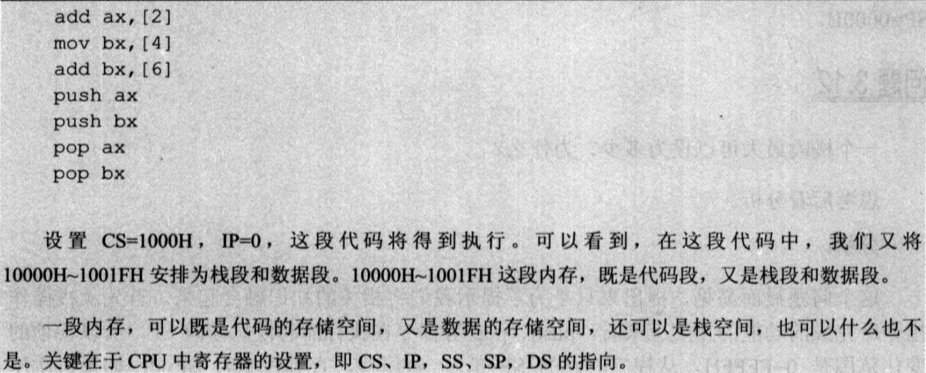 add ax,[2]
mov bx,[4]
add bx,[6]
push ax
push bx
pop ax
pop bx
设置 CS=1000H，IP=0，这段代码将得到执行。可以看到，在这段代码中，我们又将
10000H~1001FH 安排为栈段和数据段。10000H~1001FH 这段内存，既是代码段，又是栈段和数据段。
一段内存，可以既是代码的存储空间，又是数据的存储空间，还可以是栈空间，也可以什么也不
是。关键在于 CPU 中寄存器的设置，即 CS、IP，SS、SP，DS 的指向。